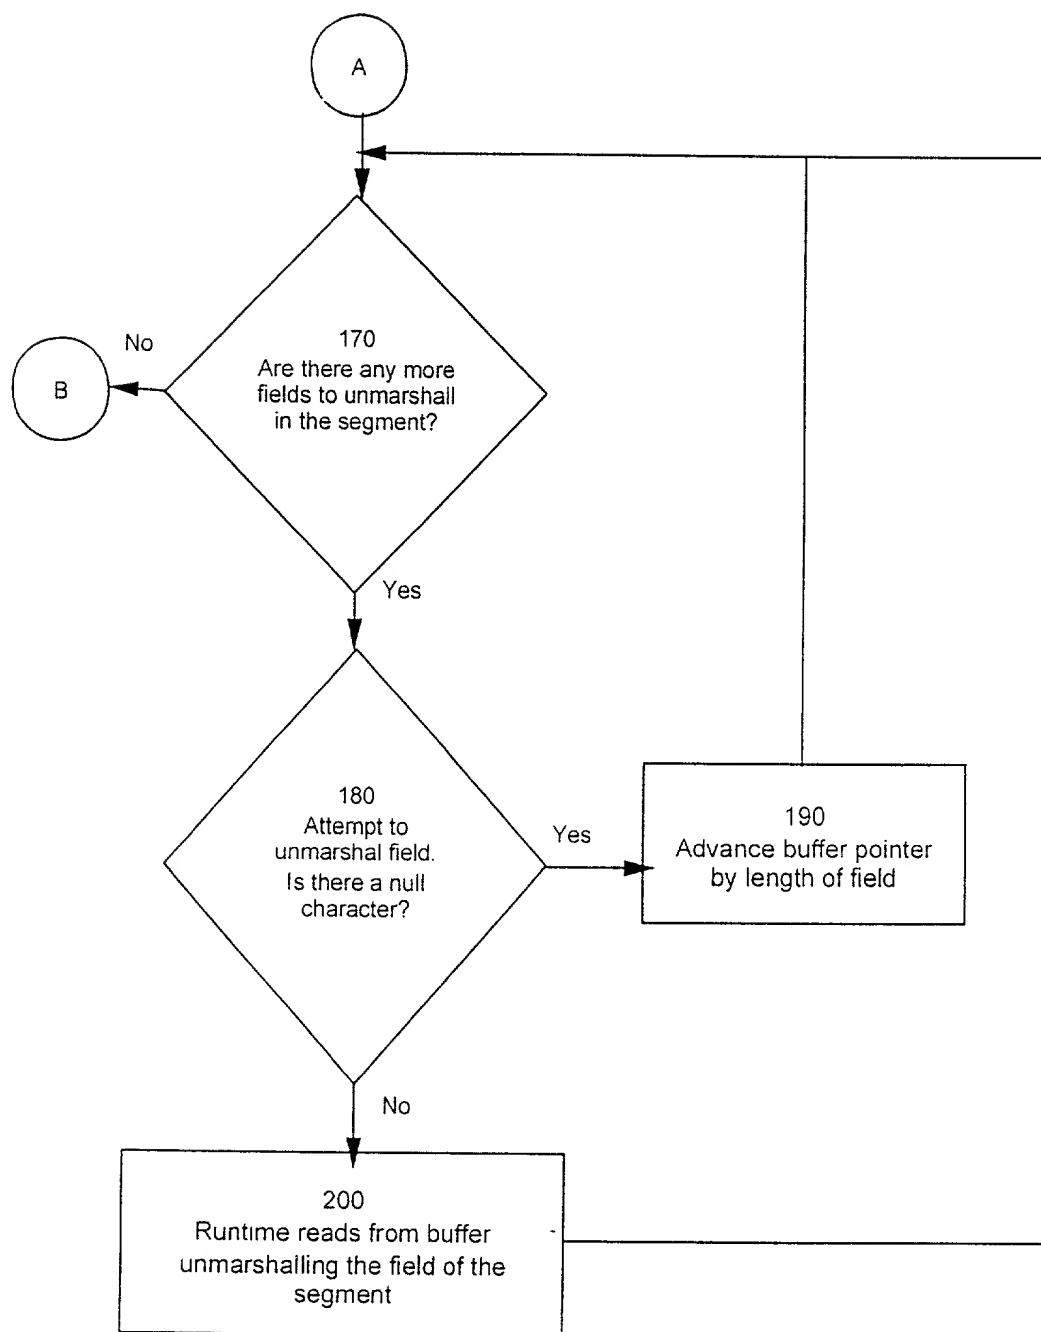 A
No
B
170
Are there any more
fields to unmarshall
in the segment?
Yes
180
Attempt to
unmarshal field.
Is there a null
character?
Yes
190
Advance buffer pointer
by length of field
No
200
Runtime reads from buffer
unmarshalling the field of the
segment